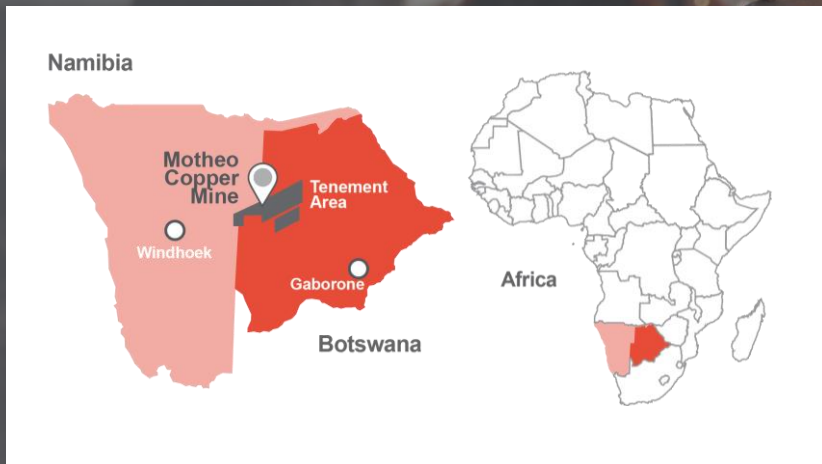 Namibia
Motheo
Copper
Mine
Tenement
Area
Windhoek
Gaborone
Botswana
Africa